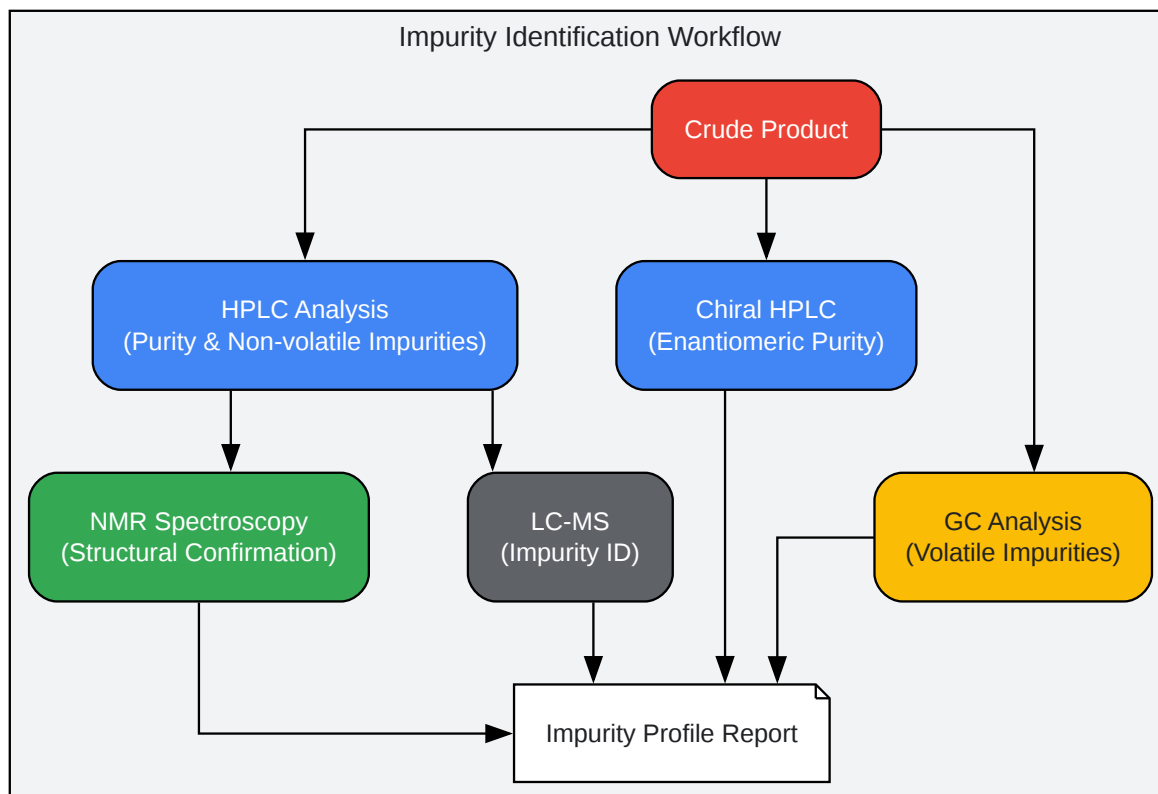 Impurity Identification Workflow
Crude Product
HPLC Analysis
(Purity & Non-volatile Impurities)
Chiral HPLC
(Enantiomeric Purity)
NMR Spectroscopy
(Structural Confirmation)
LC-MS
(Impurity ID)
GC Analysis
(Volatile Impurities)
Impurity Profile Report